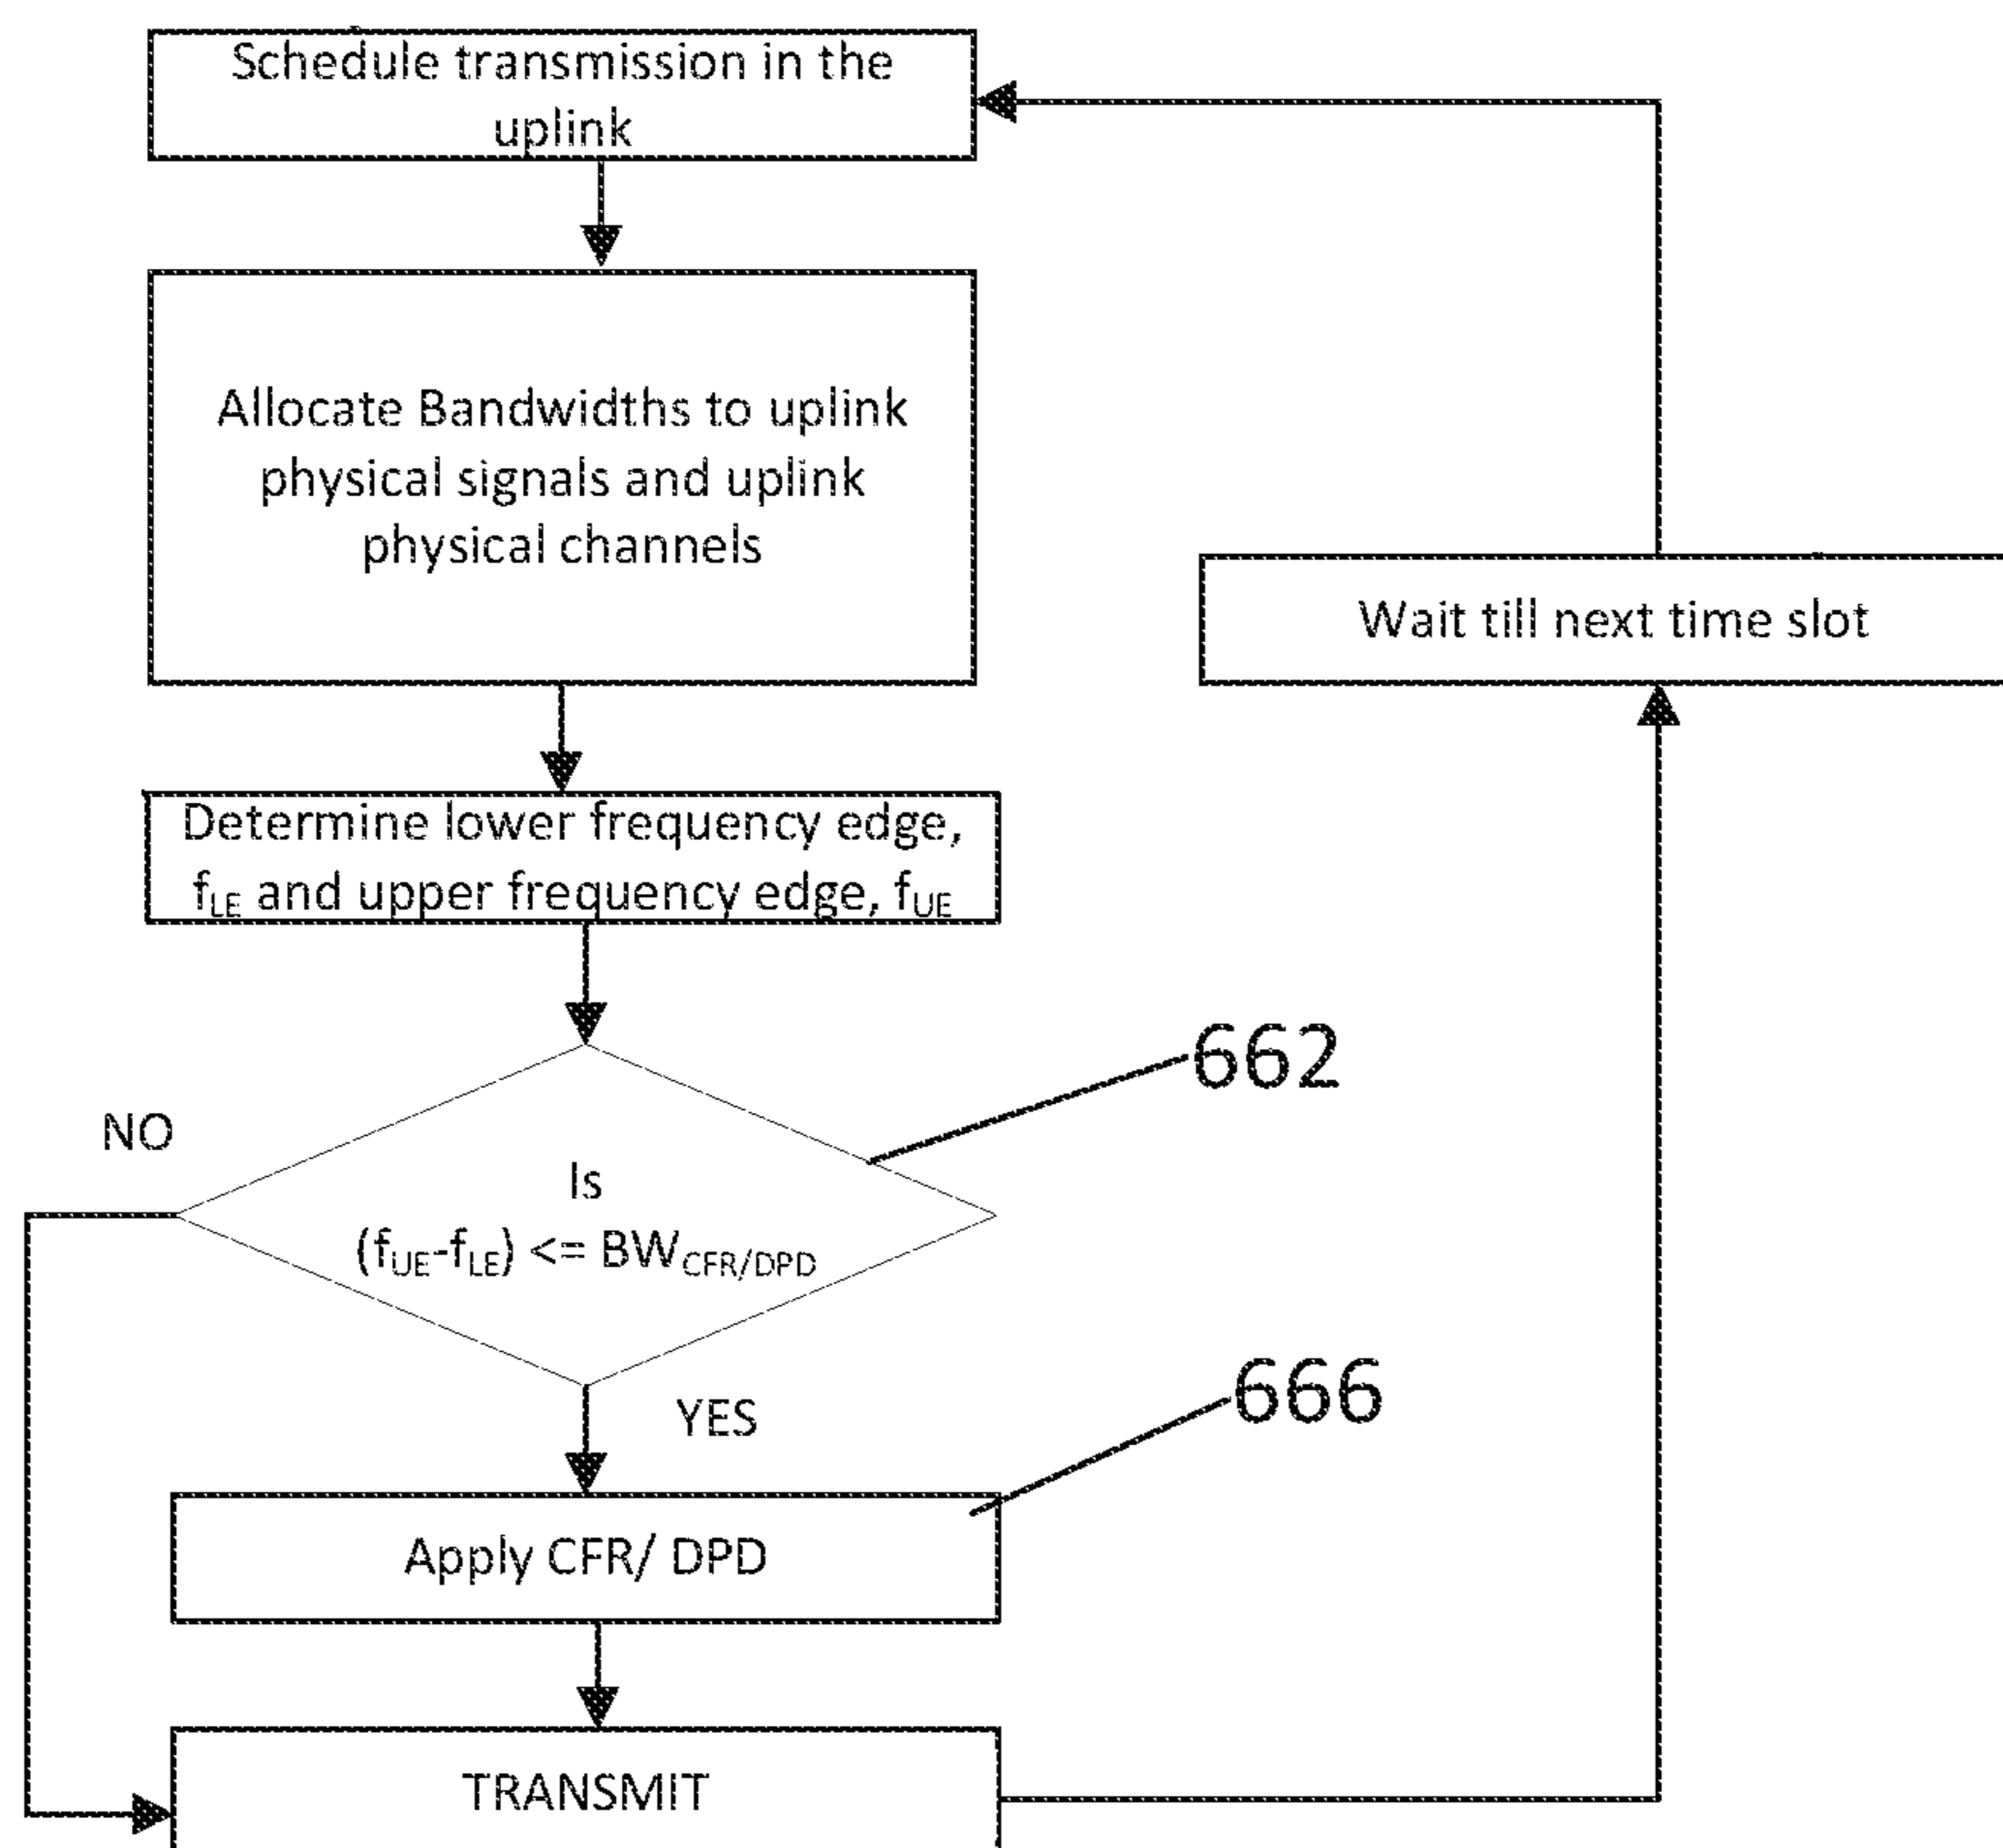 Schedule transmission in the
uplink
Allocate Bandwidths to uplink
physical signals and uplink
physical channels
Wait till next time slot
Determine lower frequency edge,
fLE and upper frequency edge, fUE
662
NO
Is
(fUE-fLE) <= BWCFR/DPD
666
YES
Apply CFR/ DPD
TRANSMIT